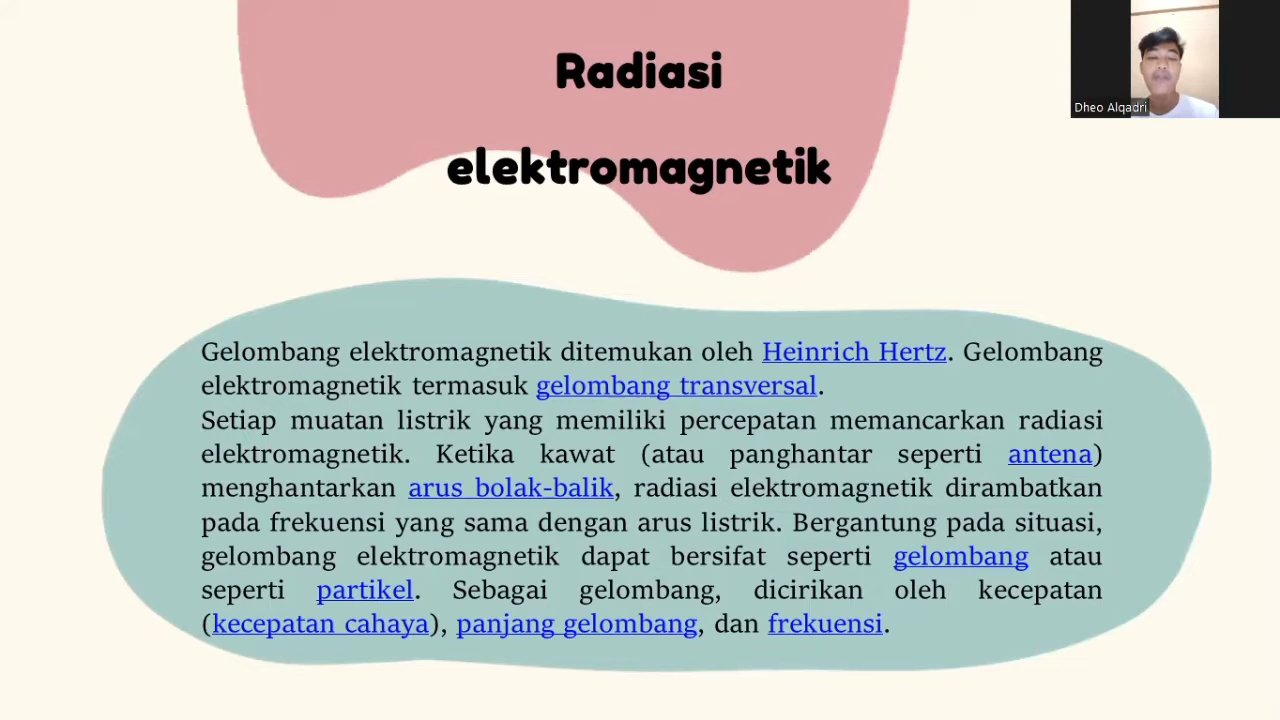 Radiasi
elektromagnetik
Dheo Alqadri
Gelombang elektromagnetik ditemukan oleh Heinrich Hertz. Gelombang
elektromagnetik termasuk gelombang transversal.
Setiap muatan listrik yang memiliki percepatan memancarkan radiasi
elektromagnetik. Ketika kawat (atau panghantar seperti antena)
menghantarkan arus bolak-balik, radiasi elektromagnetik dirambatkan
pada frekuensi yang sama dengan arus listrik. Bergantung pada situasi,
gelombang elektromagnetik dapat bersifat seperti gelombang atau
seperti partikel. Sebagai gelombang, dicirikan oleh kecepatan
(kecepatan cahaya), panjang gelombang, dan frekuensi.